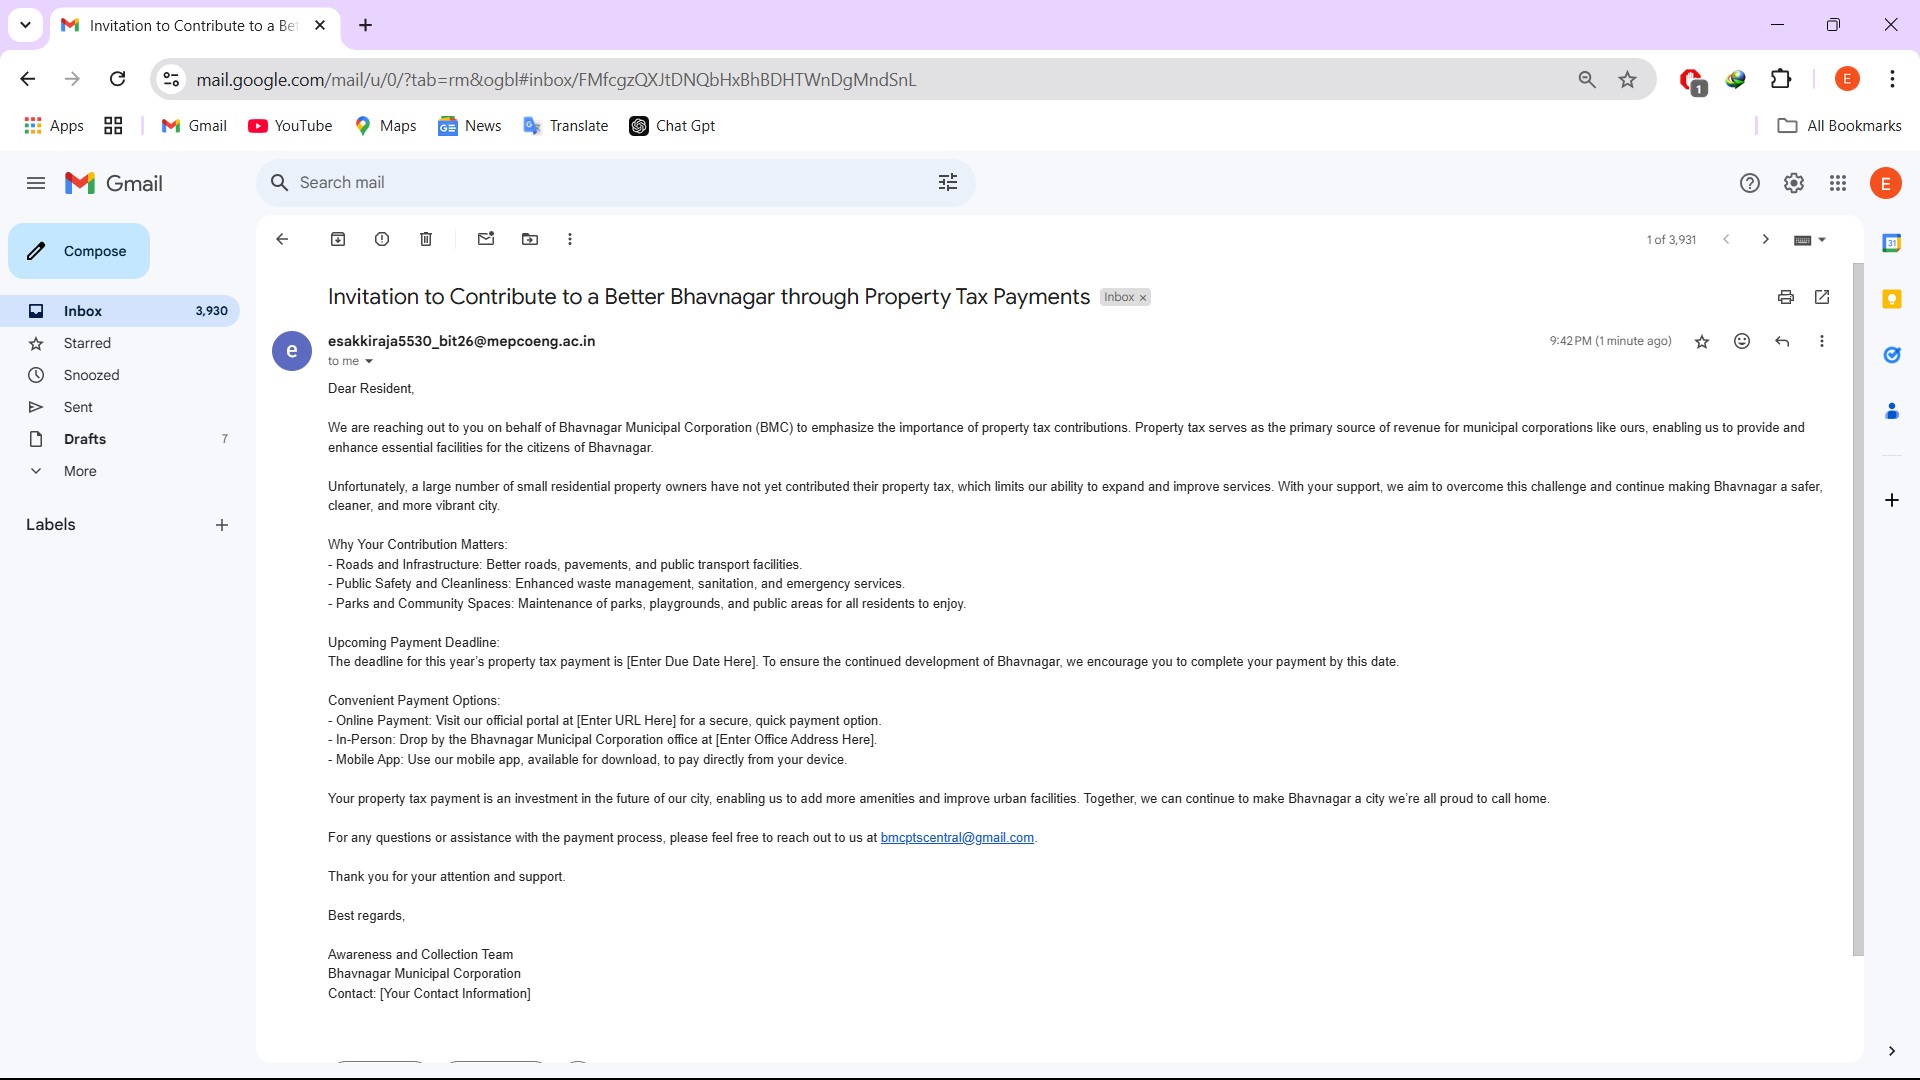 Invitation to Contribute to a Bet
mail.google.com/mail/u/0/?tab=rm&ogbl#inbox/FMfcgzQXJtDNQbHxBhBDHTWnDgMndSnL
1
E
Apps
Gmail
YouTube
Maps
News
Translate
Chat Gpt
All Bookmarks
Gmail
Search mail
E
Compose
1 of 3,931
Inbox 3,930
Starred
Snoozed
Sent
Drafts 7
More
Labels
31
Invitation to Contribute to a Better Bhavnagar through Property Tax Payments Inbox ×
e
esakkiraja5530_bit26@mepcoeng.ac.in
9:42 PM (1 minute ago)
to me
Dear Resident,
We are reaching out to you on behalf of Bhavnagar Municipal Corporation (BMC) to emphasize the importance of property tax contributions. Property tax serves as the primary source of revenue for municipal corporations like ours, enabling us to provide and
enhance essential facilities for the citizens of Bhavnagar.
Unfortunately, a large number of small residential property owners have not yet contributed their property tax, which limits our ability to expand and improve services. With your support, we aim to overcome this challenge and continue making Bhavnagar a safer,
cleaner, and more vibrant city.
Why Your Contribution Matters:
- Roads and Infrastructure: Better roads, pavements, and public transport facilities.
- Public Safety and Cleanliness: Enhanced waste management, sanitation, and emergency services.
- Parks and Community Spaces: Maintenance of parks, playgrounds, and public areas for all residents to enjoy.
Upcoming Payment Deadline:
The deadline for this year's property tax payment is [Enter Due Date Here]. To ensure the continued development of Bhavnagar, we encourage you to complete your payment by this date.
Convenient Payment Options:
- Online Payment: Visit our official portal at [Enter URL Here] for a secure, quick payment option.
- In-Person: Drop by the Bhavnagar Municipal Corporation office at [Enter Office Address Here].
- Mobile App: Use our mobile app, available for download, to pay directly from your device.
Your property tax payment is an investment in the future of our city, enabling us to add more amenities and improve urban facilities. Together, we can continue to make Bhavnagar a city we're all proud to call home.
For any questions or assistance with the payment process, please feel free to reach out to us at bmcptscentral@gmail.com.
Thank you for your attention and support.
Best regards,
Awareness and Collection Team
Bhavnagar Municipal Corporation
Contact: [Your Contact Information]